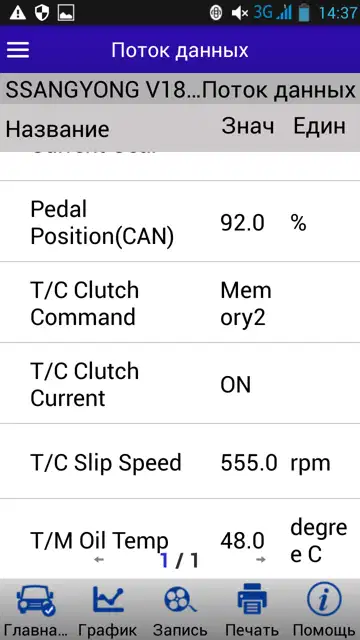 3G 14:37
Поток данных
SSANGYONG V18...Поток данных
Название Знач Един
Pedal
Position(CAN) 92.0 %
T/C Clutch
Command Mem
ory2
T/C Clutch
Current ON
T/C Slip Speed 555.0 rpm
T/M Oil Temp 48.0 degre
e C
1 / 1
Главна... График Запись Печать Помощь